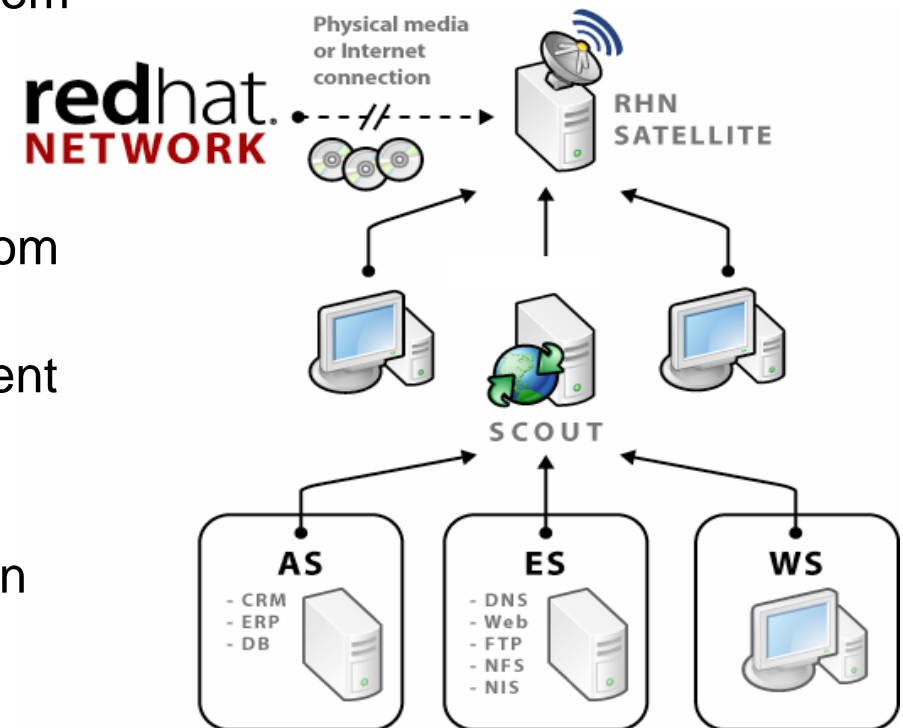 Physical media
or Internet
connection
redhat.
NETWORK
RHN
SATELLITE
SCOUT
AS
- CRM
- ERP
- DB
ES
- DNS
- Web
- FTP
- NFS
- NIS
WS